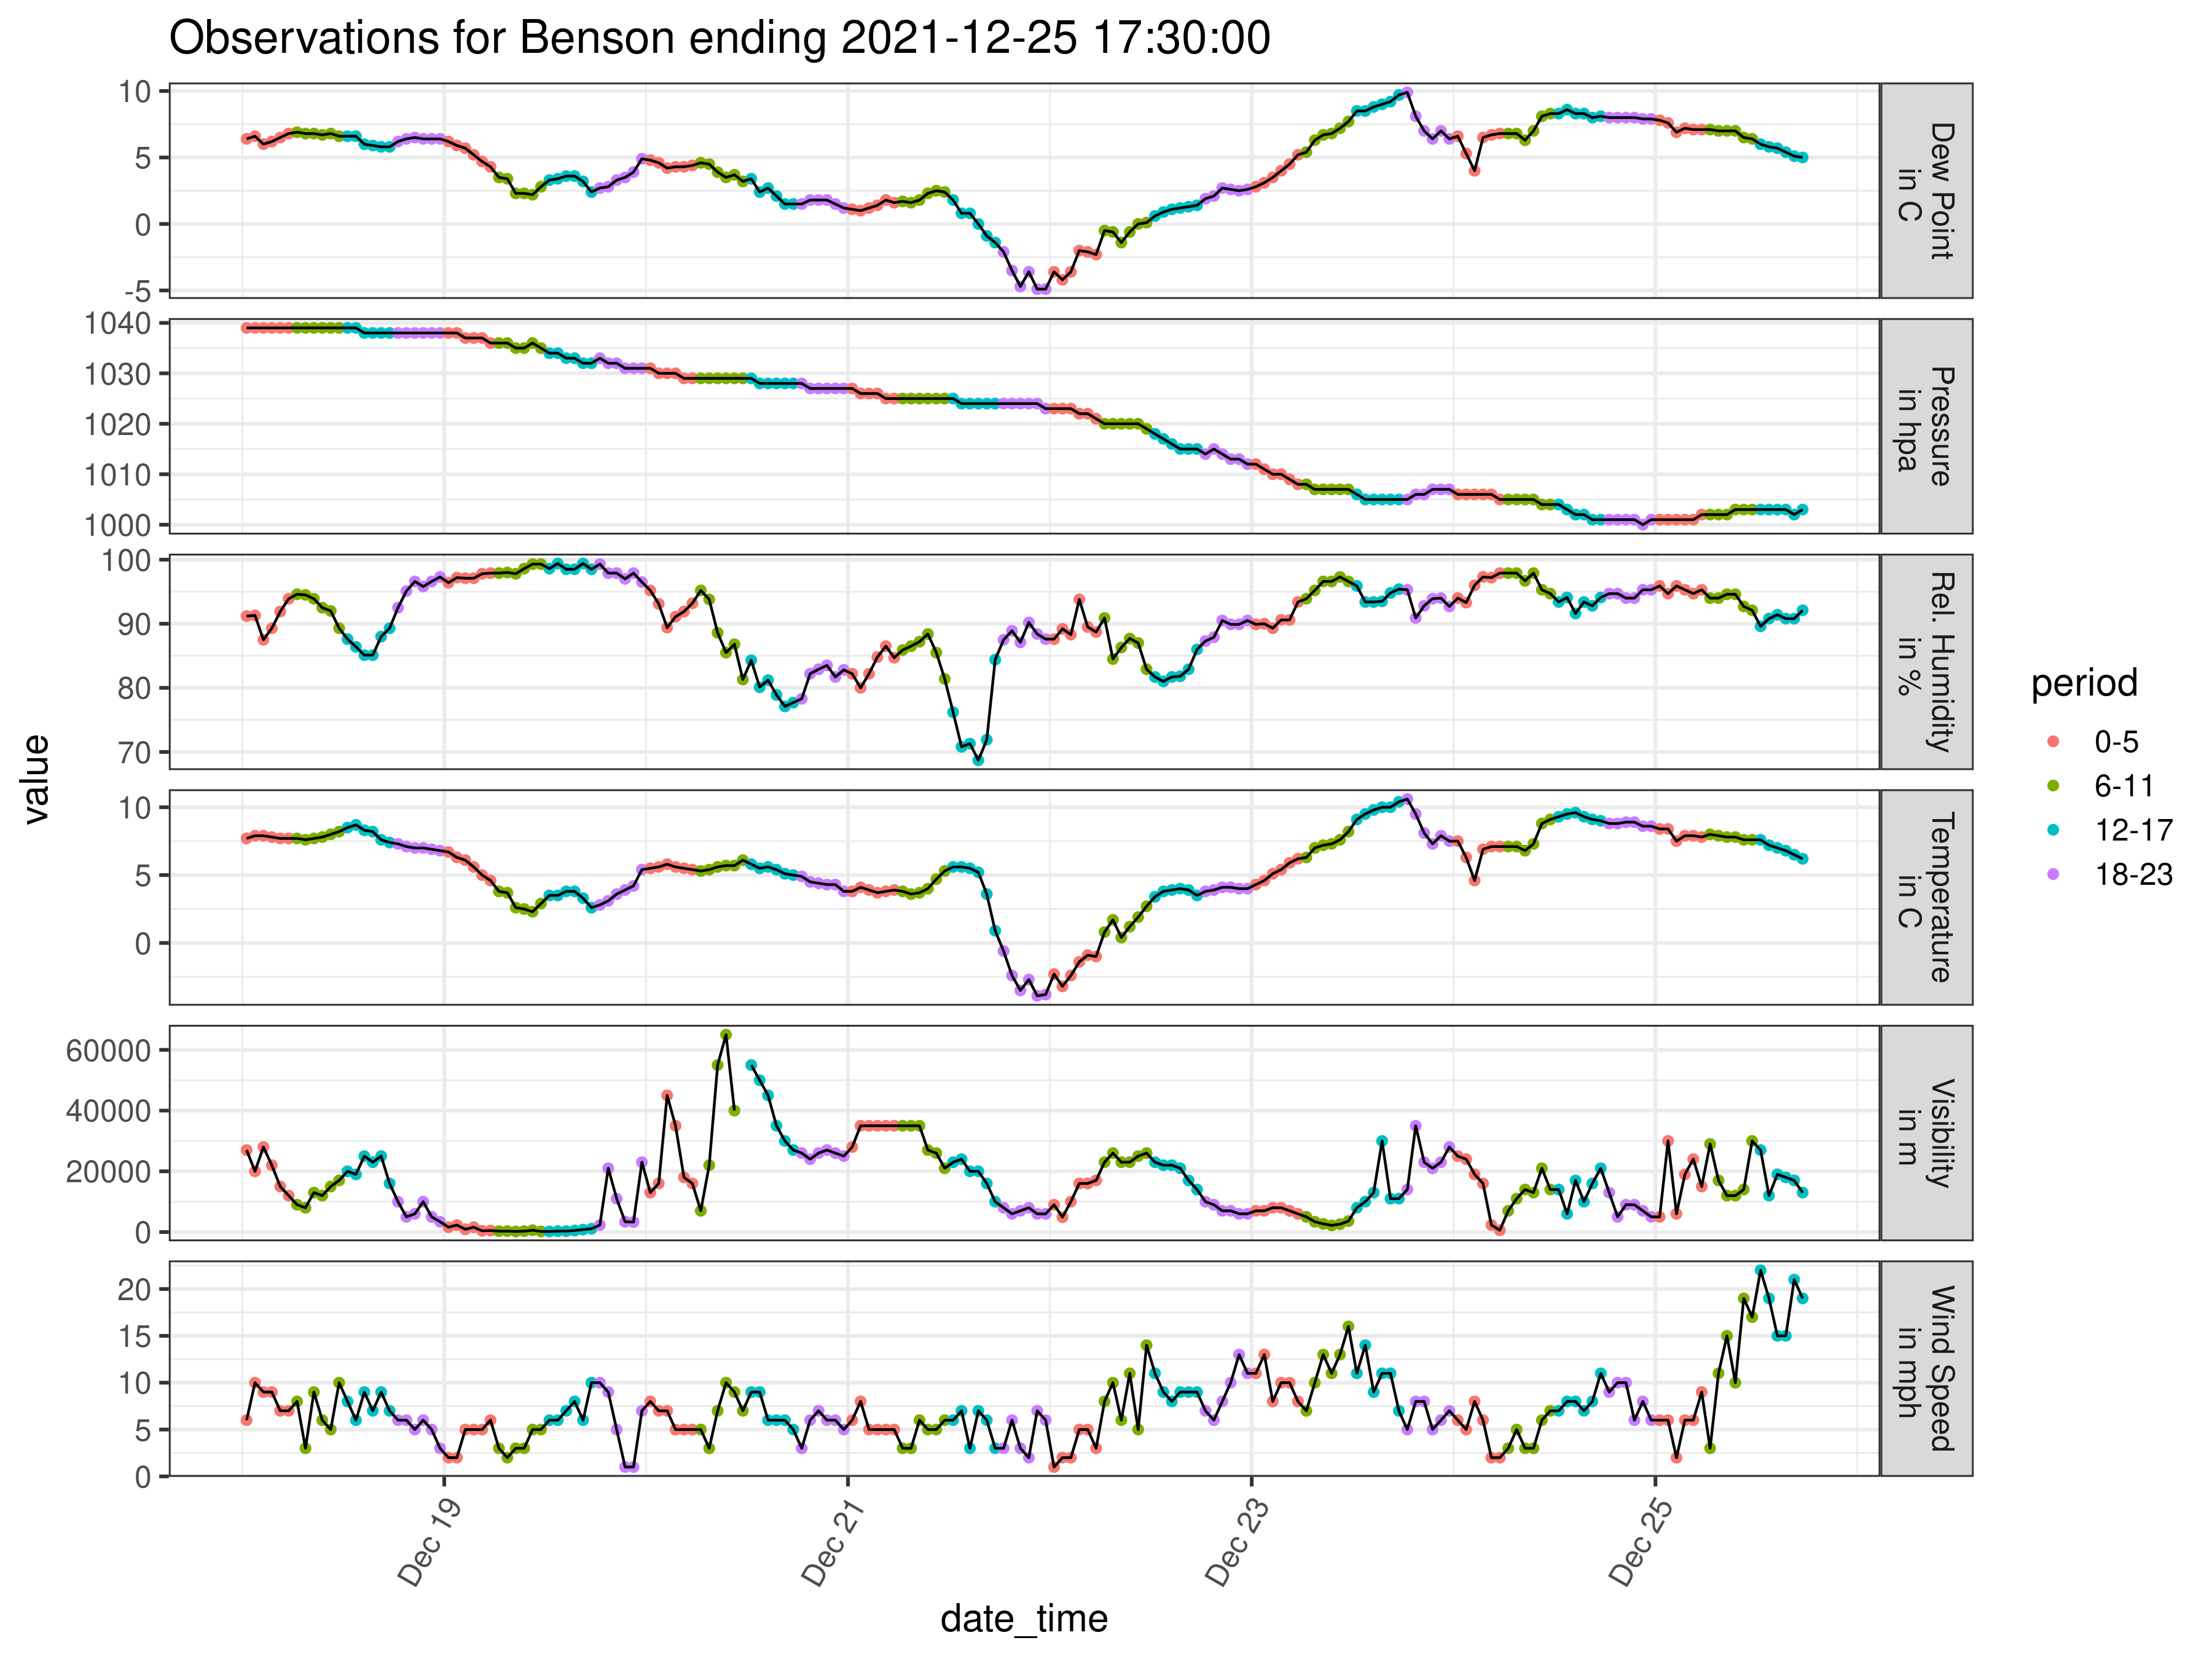 Observations for Benson ending 2021-12-25 17:30:00
value
10
5
0
-5
Dew Point
in C
1040
1030
1020
1010
1000
Pressure
in hpa
100
90
80
70
Rel. Humidity
in %
10
5
0
Temperature
in C
60000
40000
20000
0
Visibility
in m
20
15
10
5
0
Wind Speed
in mph
Dec 19
Dec 21
Dec 23
Dec 25
date_time
period
0-5
6-11
12-17
18-23